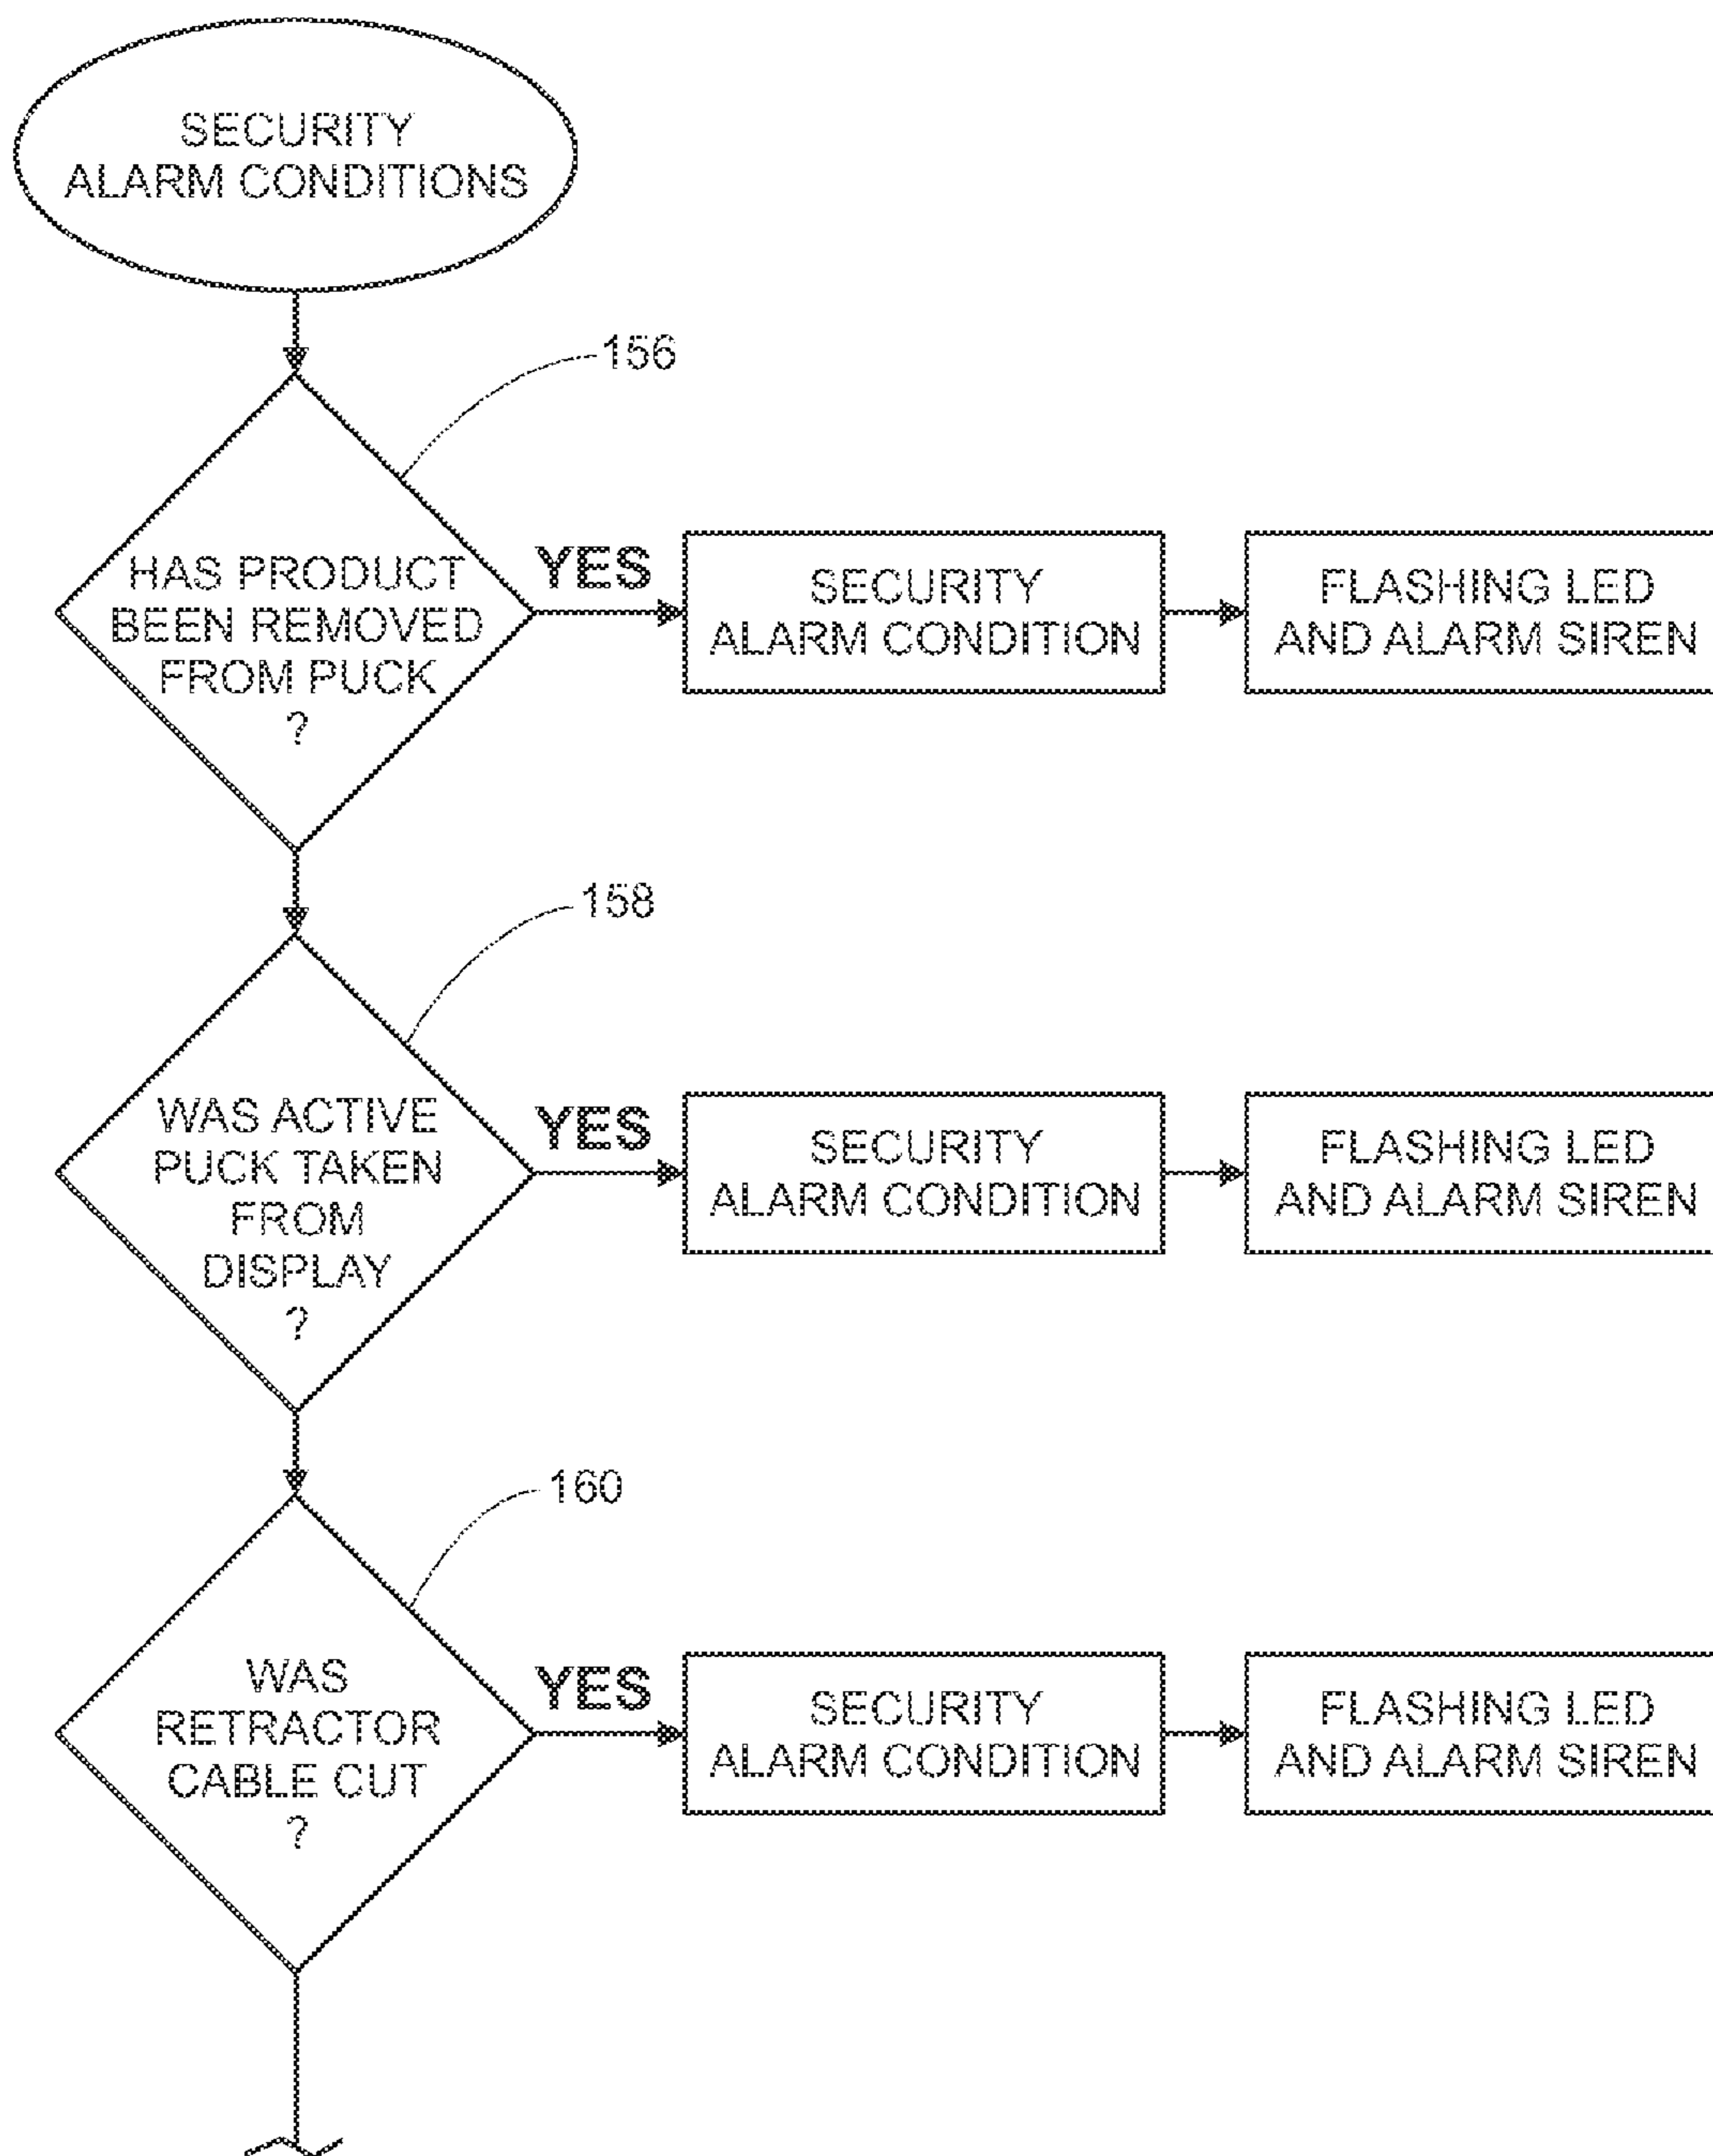 SECURITY
ALARM CONDITIONS
156
HAS PRODUCT
BEEN REMOVED
FROM PUCK
?
YES
SECURITY
ALARM CONDITION
FLASHING LED
AND ALARM SIREN
158
WAS ACTIVE
PUCK TAKEN
FROM
DISPLAY
?
YES
SECURITY
ALARM CONDITION
FLASHING LED
AND ALARM SIREN
160
WAS
RETRACTOR
CABLE CUT
?
YES
SECURITY
ALARM CONDITION
FLASHING LED
AND ALARM SIREN